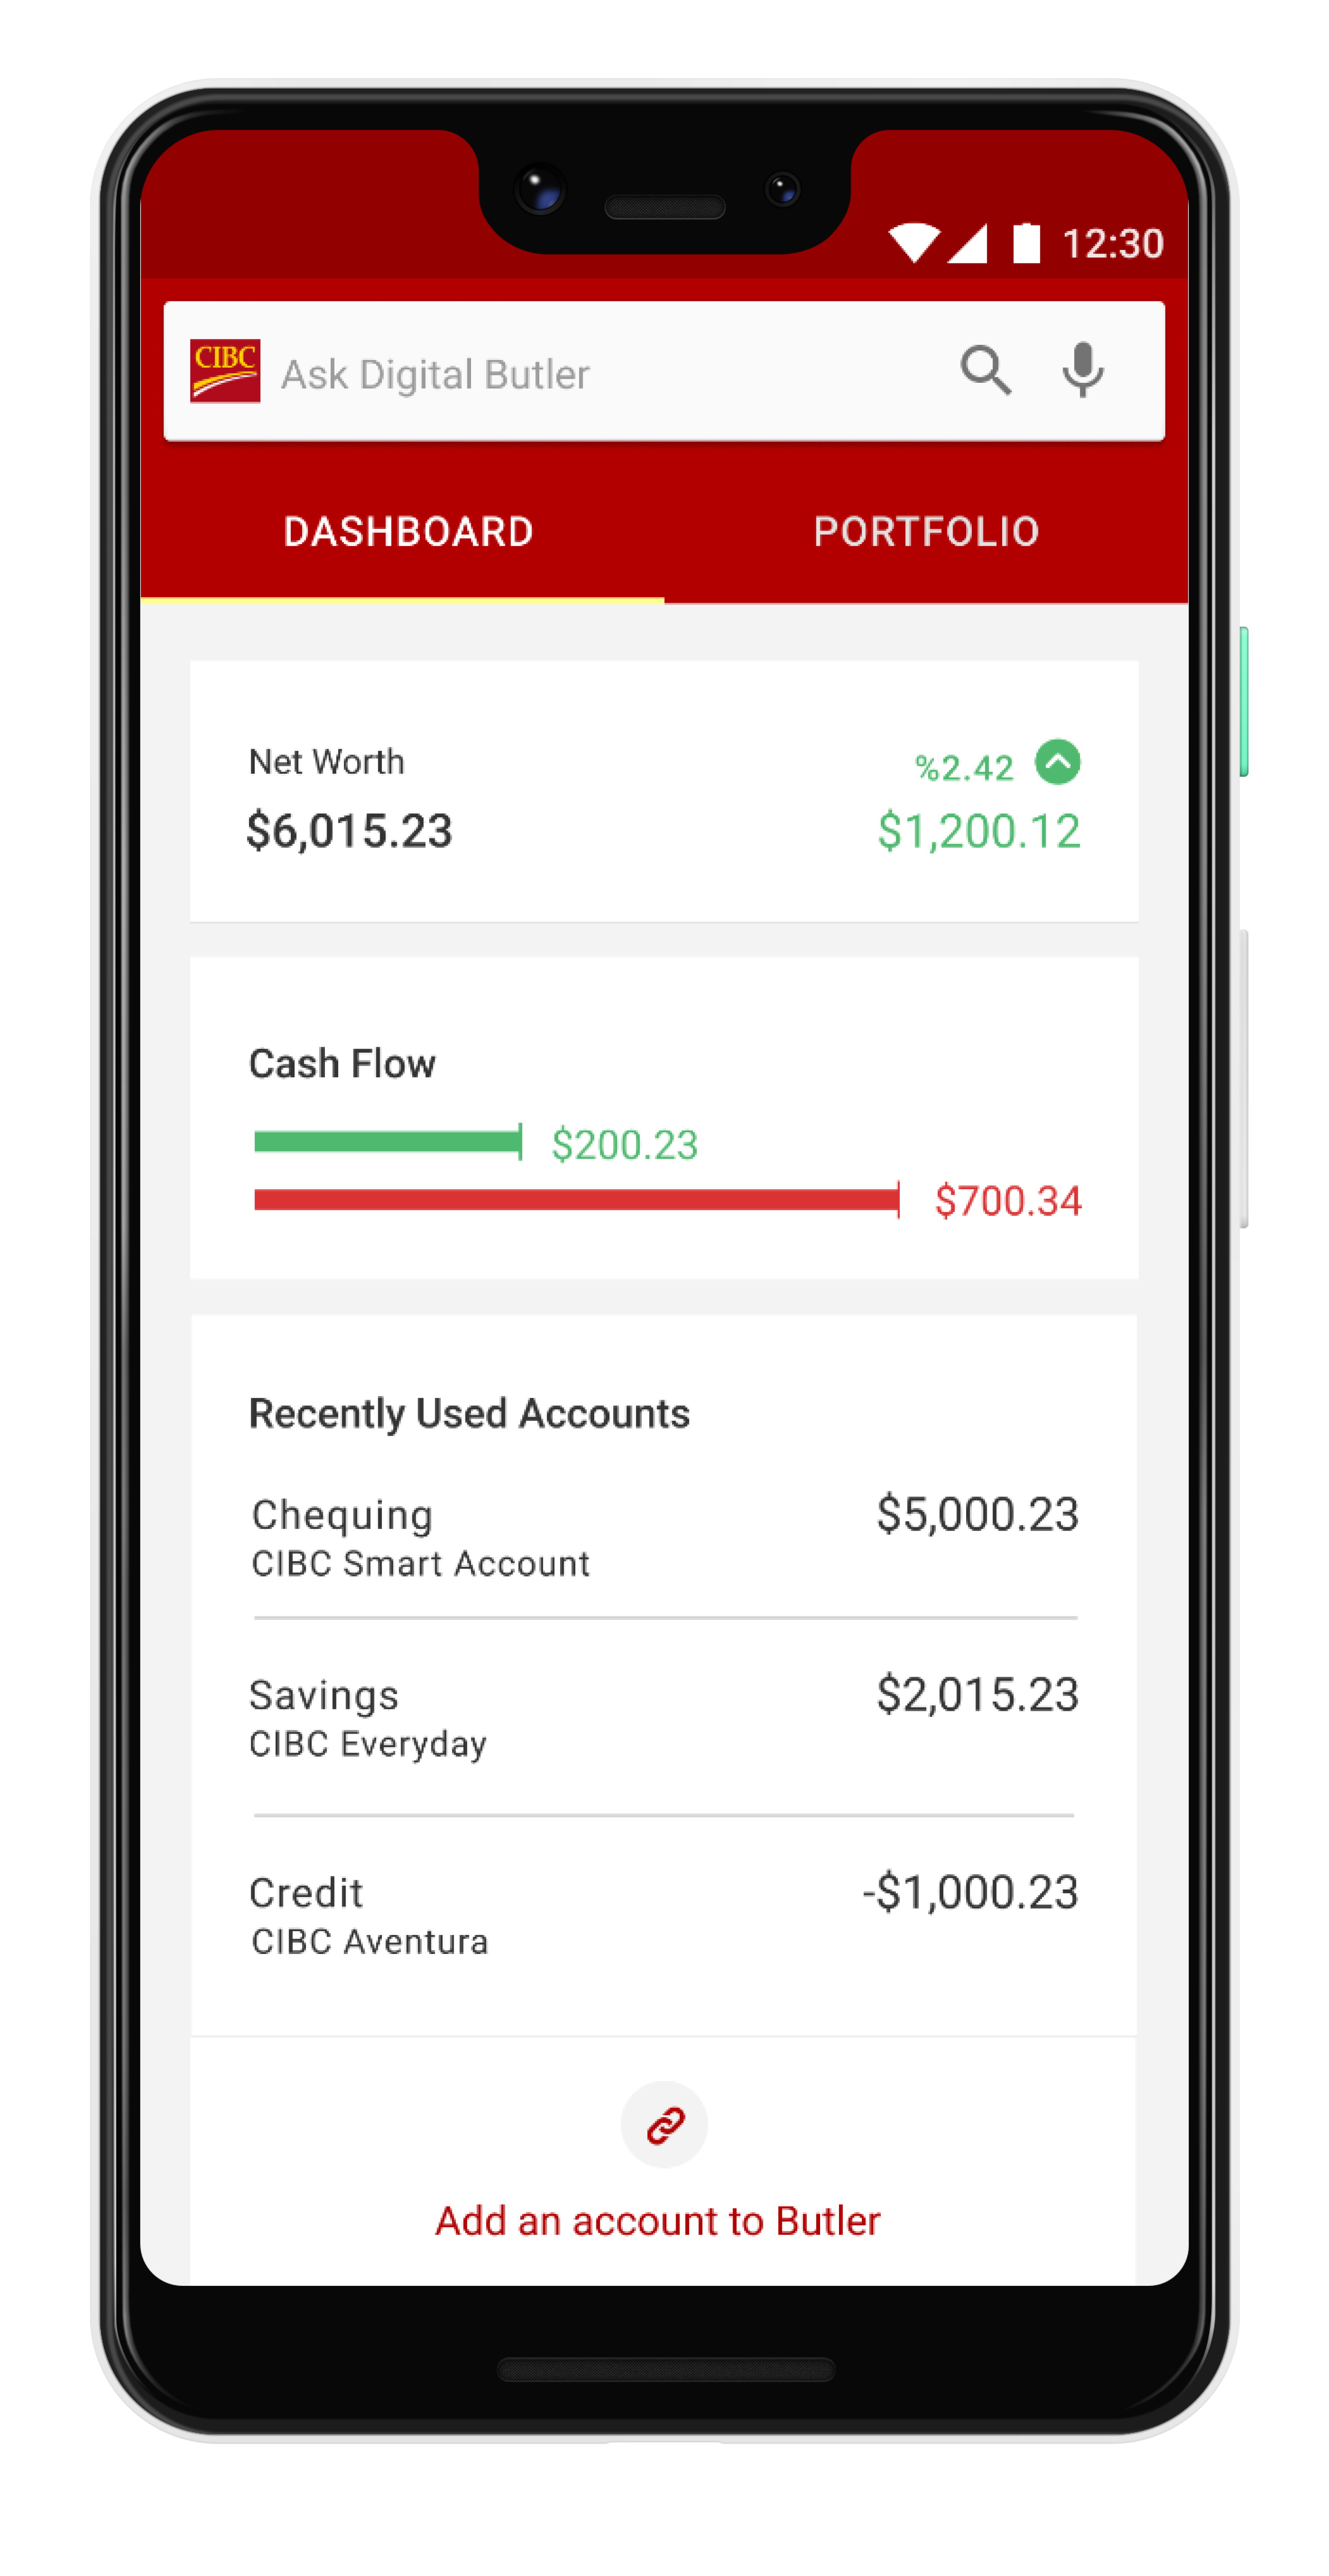 12:30
CIBC Ask Digital Butler
DASHBOARD PORTFOLIO
Net Worth %2.42
$6,015.23 $1,200.12
Cash Flow
$200.23
$700.34
Recently Used Accounts
Chequing $5,000.23
CIBC Smart Account
Savings $2,015.23
CIBC Everyday
Credit -$1,000.23
CIBC Aventura
Add an account to Butler